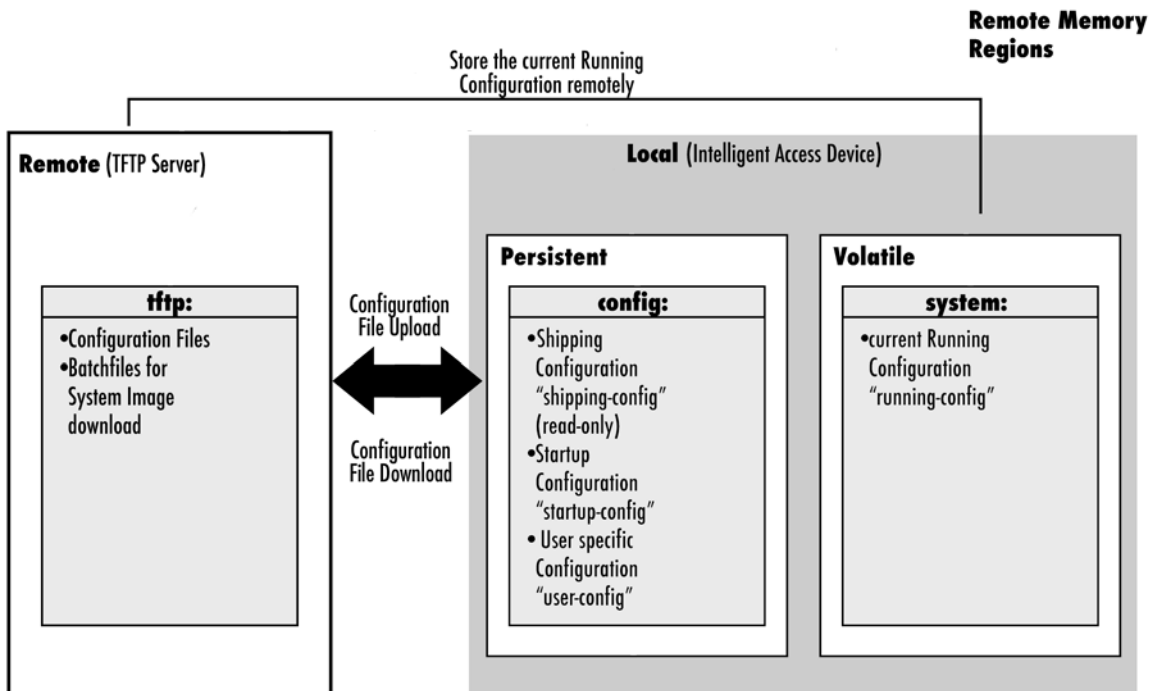 Remote Memory
Regions
Store the current Running
Configuration remotely
Remote (TFTP Server)
tftp:
•Configuration Files
•Batchfiles for
System Image
download
Configuration
File Upload
Configuration
File Download
Local (Intelligent Access Device)
Persistent
config:
•Shipping
Configuration
“shipping-config”
(read-only)
•Startup
Configuration
“startup-config”
• User specific
Configuration
“user-config”
Volatile
system:
•current Running
Configuration
“running-config”